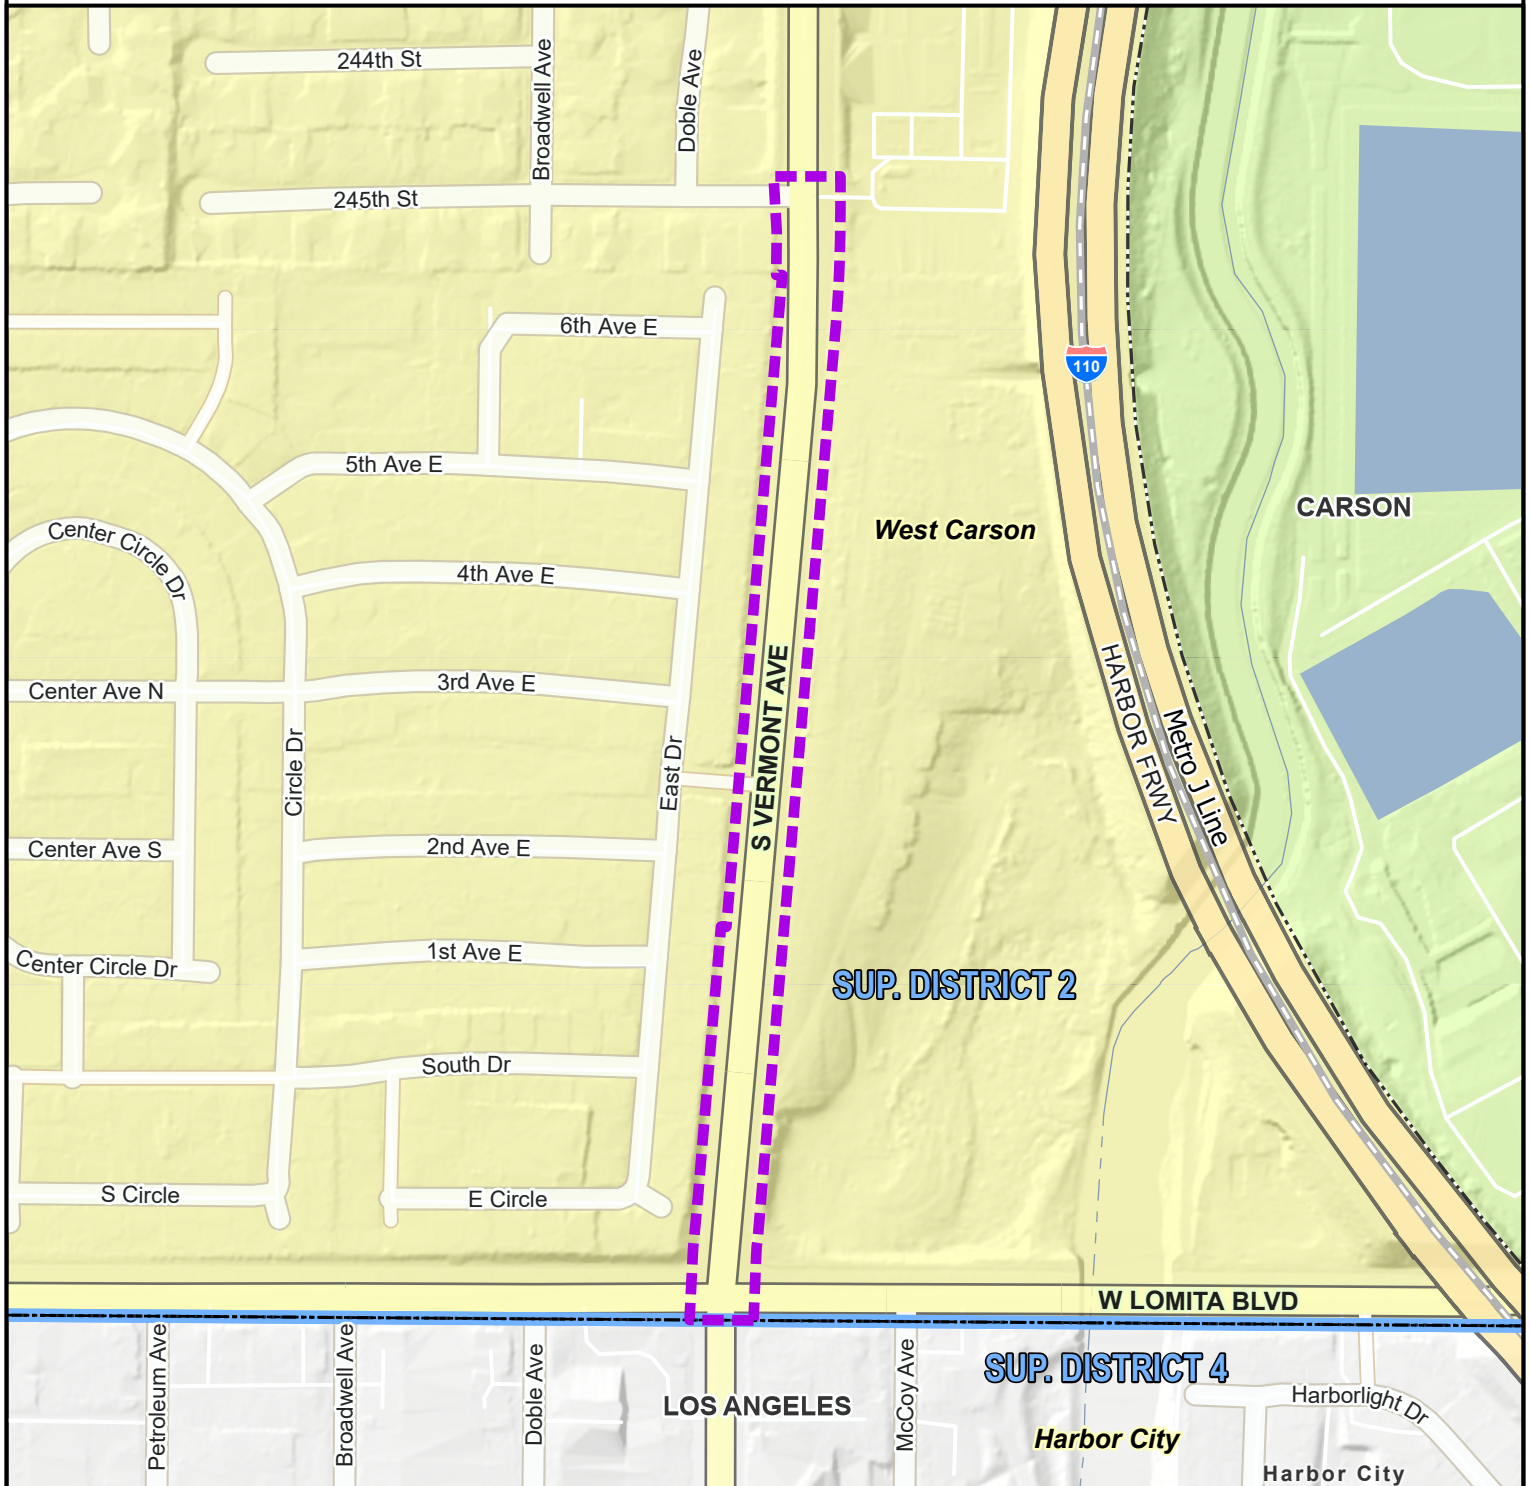 244th St
Broadwell Ave
Doble Ave
245th St
6th Ave E
110
5th Ave E
CARSON
West Carson
Center Circle Dr
4th Ave E
S VERMONT AVE
HARBOR FRWY
Metro J Line
Center Ave N
3rd Ave E
Circle Dr
East Dr
Center Ave S
2nd Ave E
1st Ave E
Center Circle Dr
SUP. DISTRICT 2
South Dr
S Circle
E Circle
W LOMITA BLVD
Petroleum Ave
Broadwell Ave
Doble Ave
McCoy Ave
SUP. DISTRICT 4
LOS ANGELES
Harborlight Dr
Harbor City
Harbor City